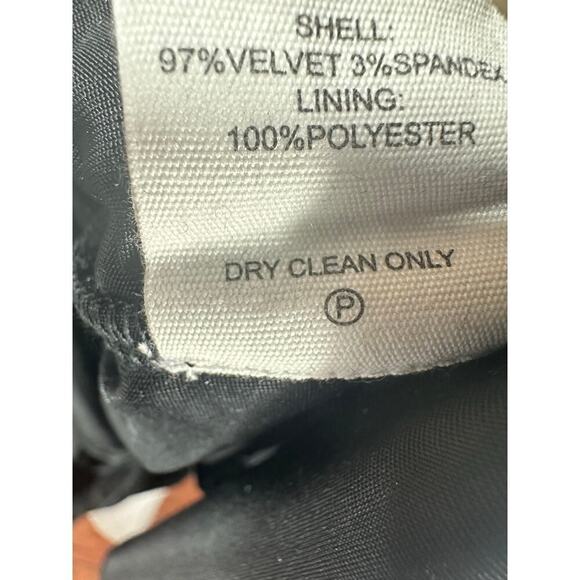 SHELL:
97%VELVET 3%SPANDEX
LINING:
100%POLYESTER
DRY CLEAN ONLY
P